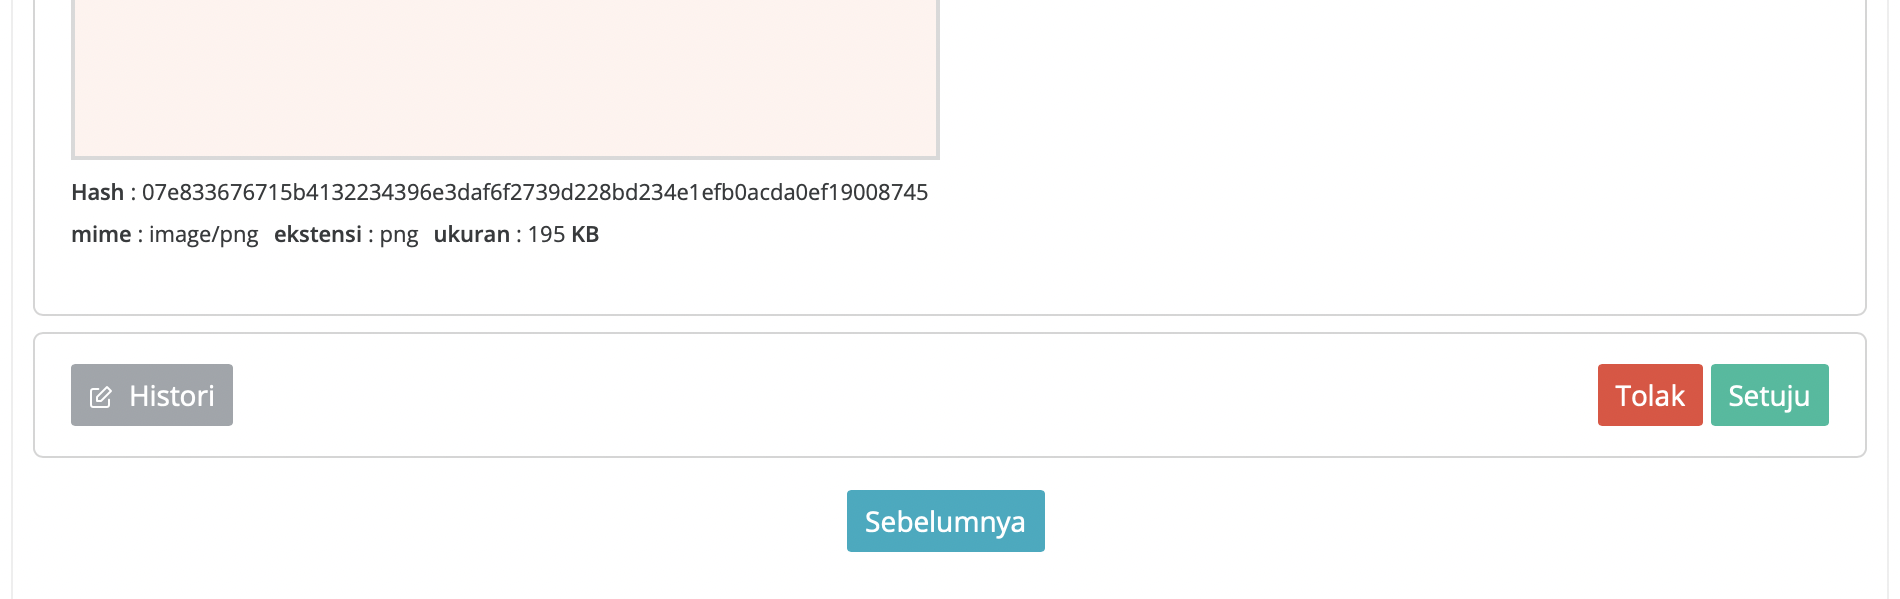 Hash : 07e833676715b4132234396e3daf6f2739d228bd234e1efb0acda0ef19008745
mime : image/png ekstensi : png ukuran : 195 KB
Histori
Tolak
Setuju
Sebelumnya